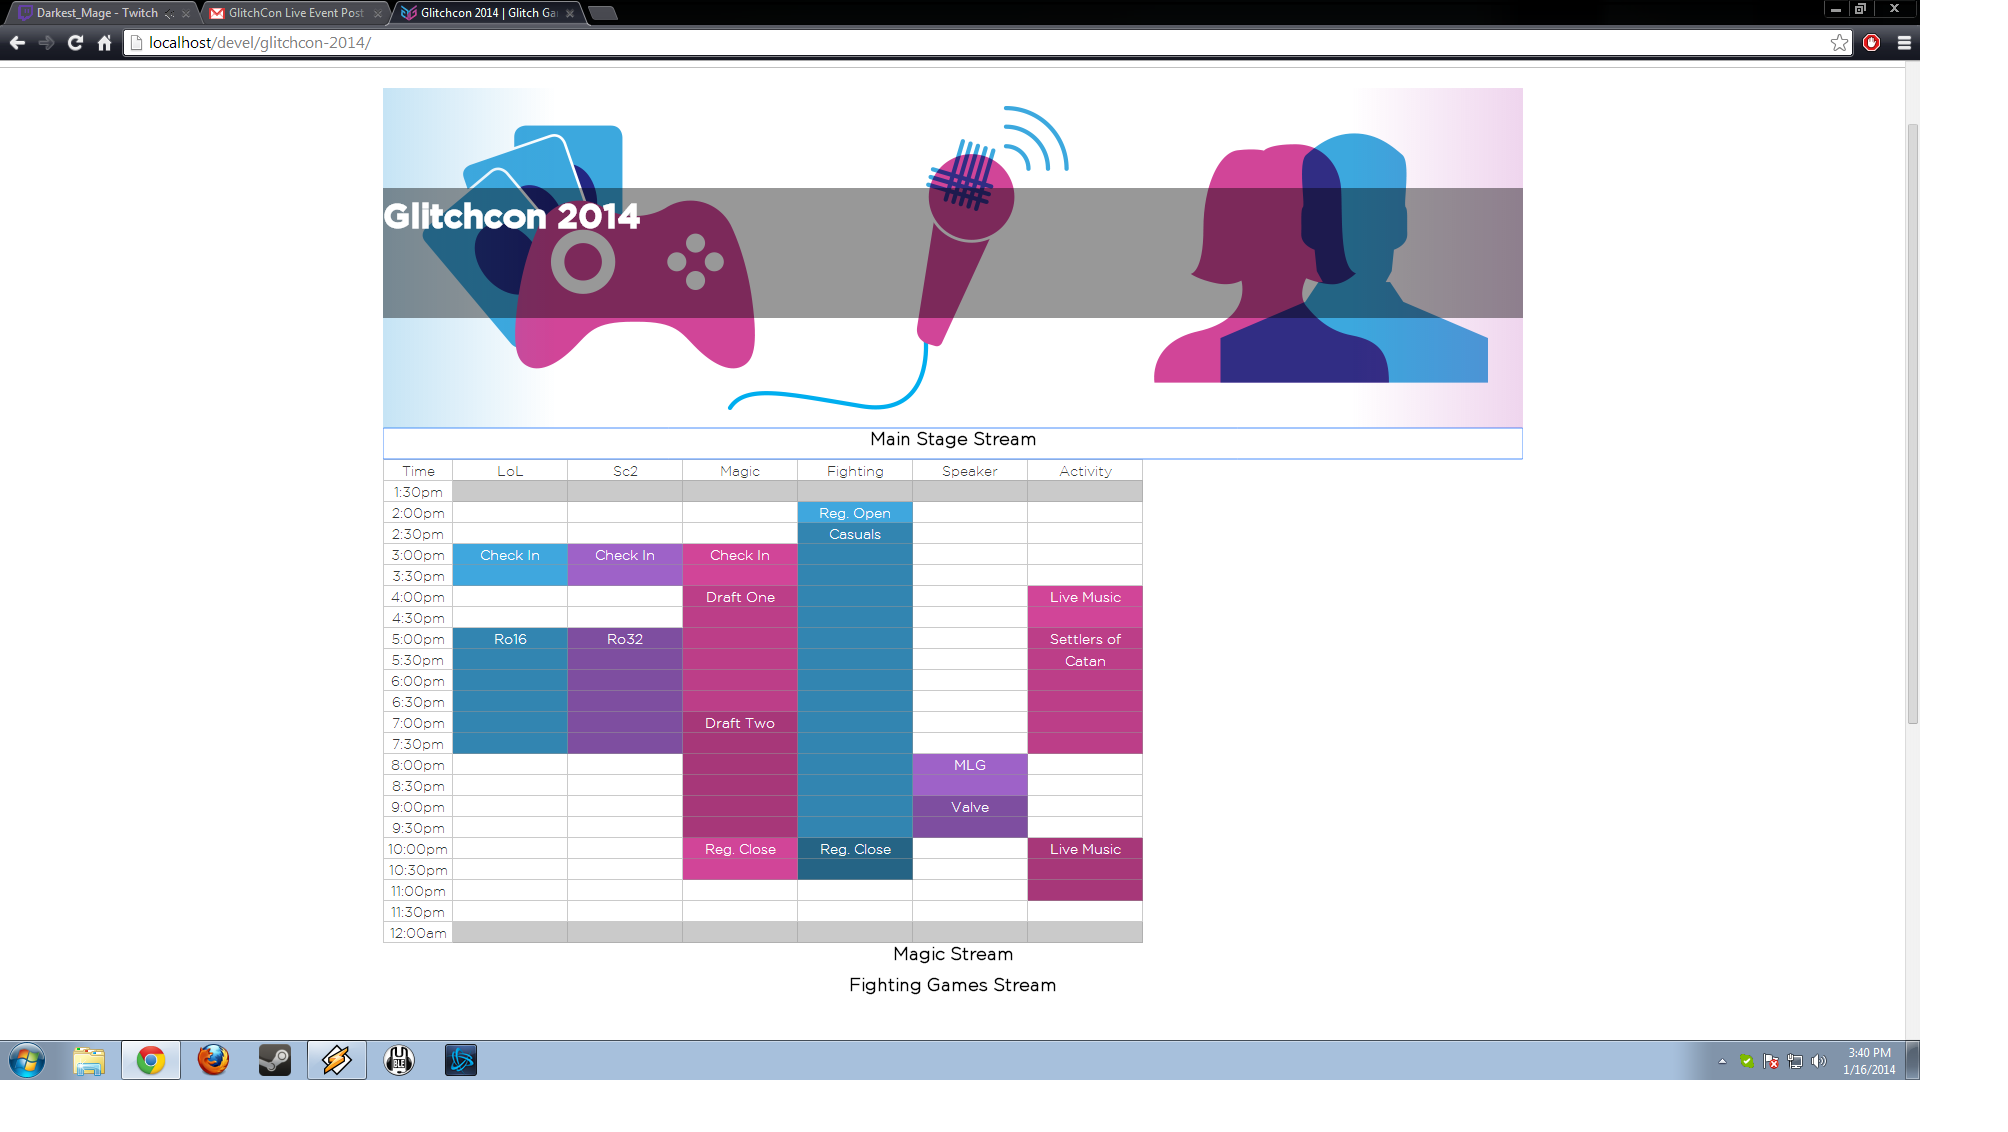 Darkest_Mage - Twitch
GlitchCon Live Event Post
Glitchcon 2014 | Glitch Ga
localhost/devel/glitchcon-2014/
Glitchcon 2014
Main Stage Stream
Time LoL Sc2 Magic Fighting Speaker Activity
1:30pm
2:00pm Reg. Open
2:30pm Casuals
3:00pm Check In Check In Check In
3:30pm
4:00pm Draft One Live Music
4:30pm
5:00pm Ro16 Ro32 Settlers of
5:30pm Catan
6:00pm
6:30pm
7:00pm Draft Two
7:30pm
8:00pm MLG
8:30pm
9:00pm Valve
9:30pm
10:00pm Reg. Close Reg. Close Live Music
10:30pm
11:00pm
11:30pm
12:00am
Magic Stream
Fighting Games Stream
3:40 PM
1/16/2014